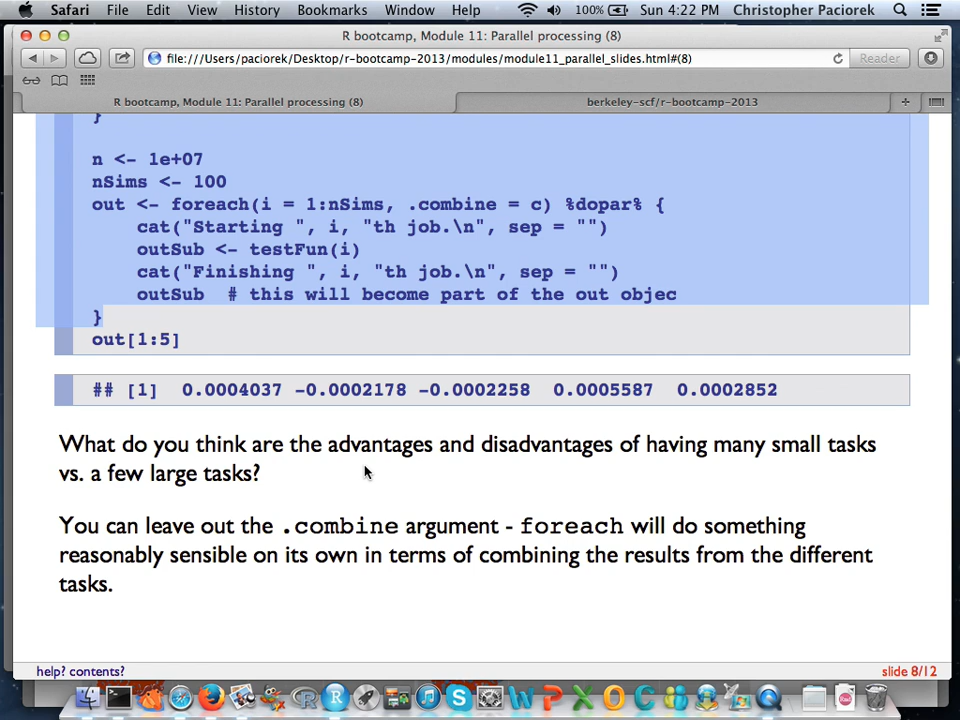 Safari File Edit View History Bookmarks Window Help 100% Sun 4:22 PM Christopher Paciorek
R bootcamp, Module 11: Parallel processing (8)
file:///Users/paciorek/Desktop/r-bootcamp-2013/modules/module11_parallel_slides.html#(8) Reader
R bootcamp, Module 11: Parallel processing (8) berkeley-scf/r-bootcamp-2013
}
n <- 1e+07
nSims <- 100
out <- foreach(i = 1:nSims, .combine = c) %dopar% {
    cat("Starting ", i, "th job.\n", sep = "")
    outSub <- testFun(i)
    cat("Finishing ", i, "th job.\n", sep = "")
    outSub  # this will become part of the out objec
}
out[1:5]
## [1]  0.0004037 -0.0002178 -0.0002258  0.0005587  0.0002852
What do you think are the advantages and disadvantages of having many small tasks
vs. a few large tasks?
You can leave out the .combine argument - foreach will do something
reasonably sensible on its own in terms of combining the results from the different
tasks.
help? contents? slide 8/12